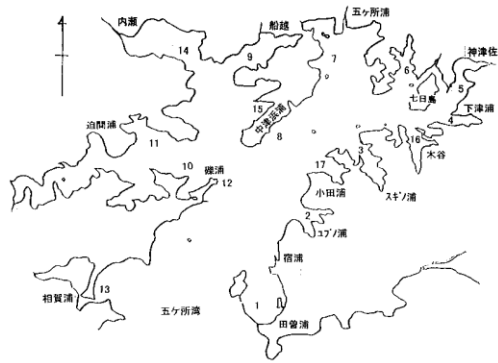 五ヶ所浦
船越
内瀬
神津佐
14
9
7
6
5
七日島
下津浦
4
15
中津浜浦
泊間浦
11
8
16
木谷
3
10
礫浦
12
17
小田浦
スギノ浦
2
ユブノ浦
宿浦
13
相賀浦
五ケ所湾
1
田曽浦